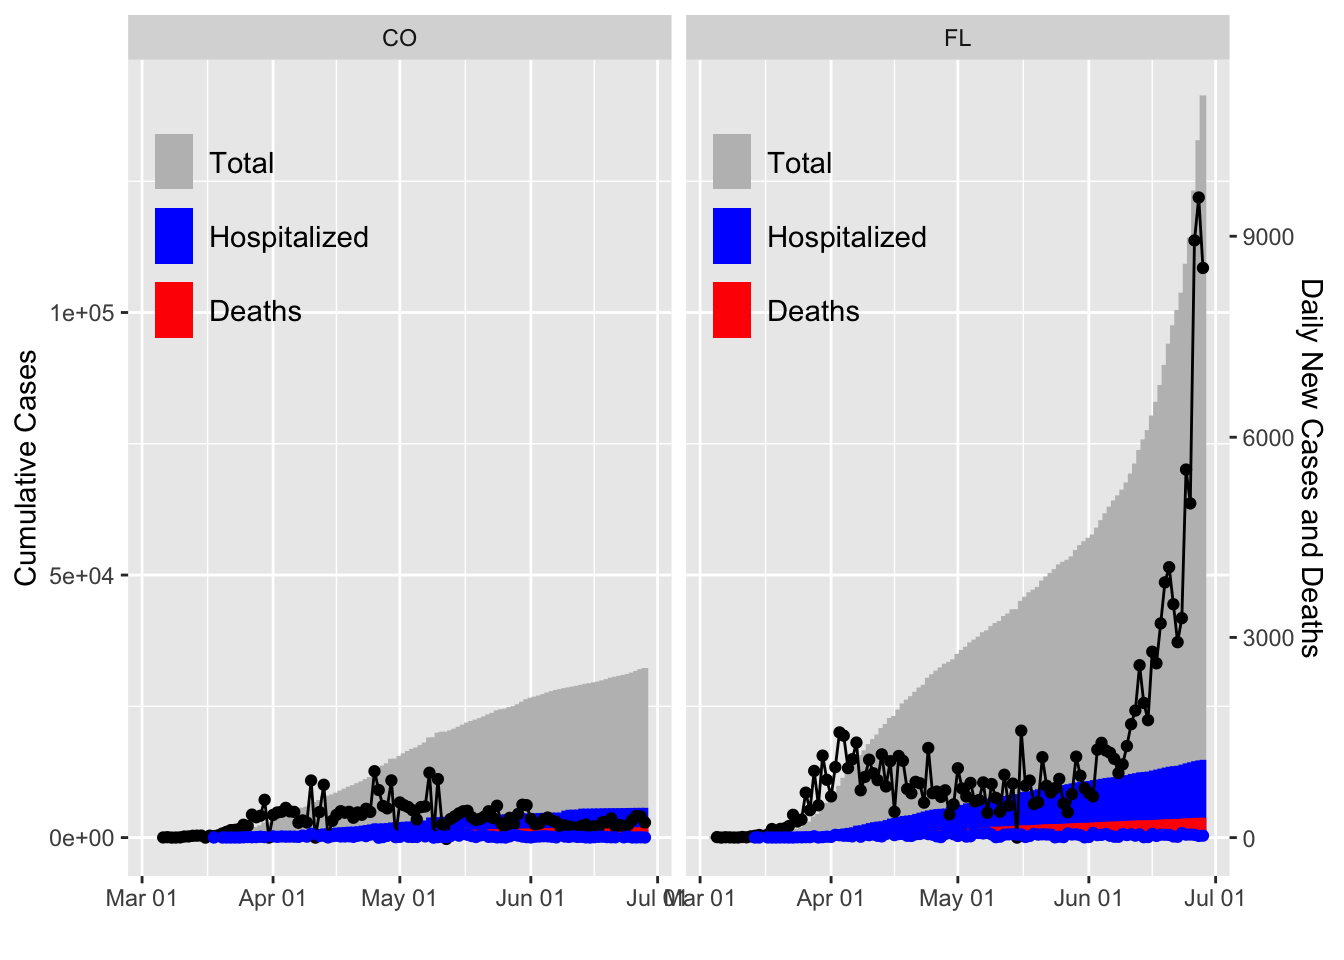 CO
FL
Total
Hospitalized
Deaths
Total
Hospitalized
Deaths
Cumulative Cases
1e+05
5e+04
0e+00
9000
6000
3000
0
Daily New Cases and Deaths
Mar 01 Apr 01 May 01 Jun 01 Jul 01
Mar 01 Apr 01 May 01 Jun 01 Jul 01